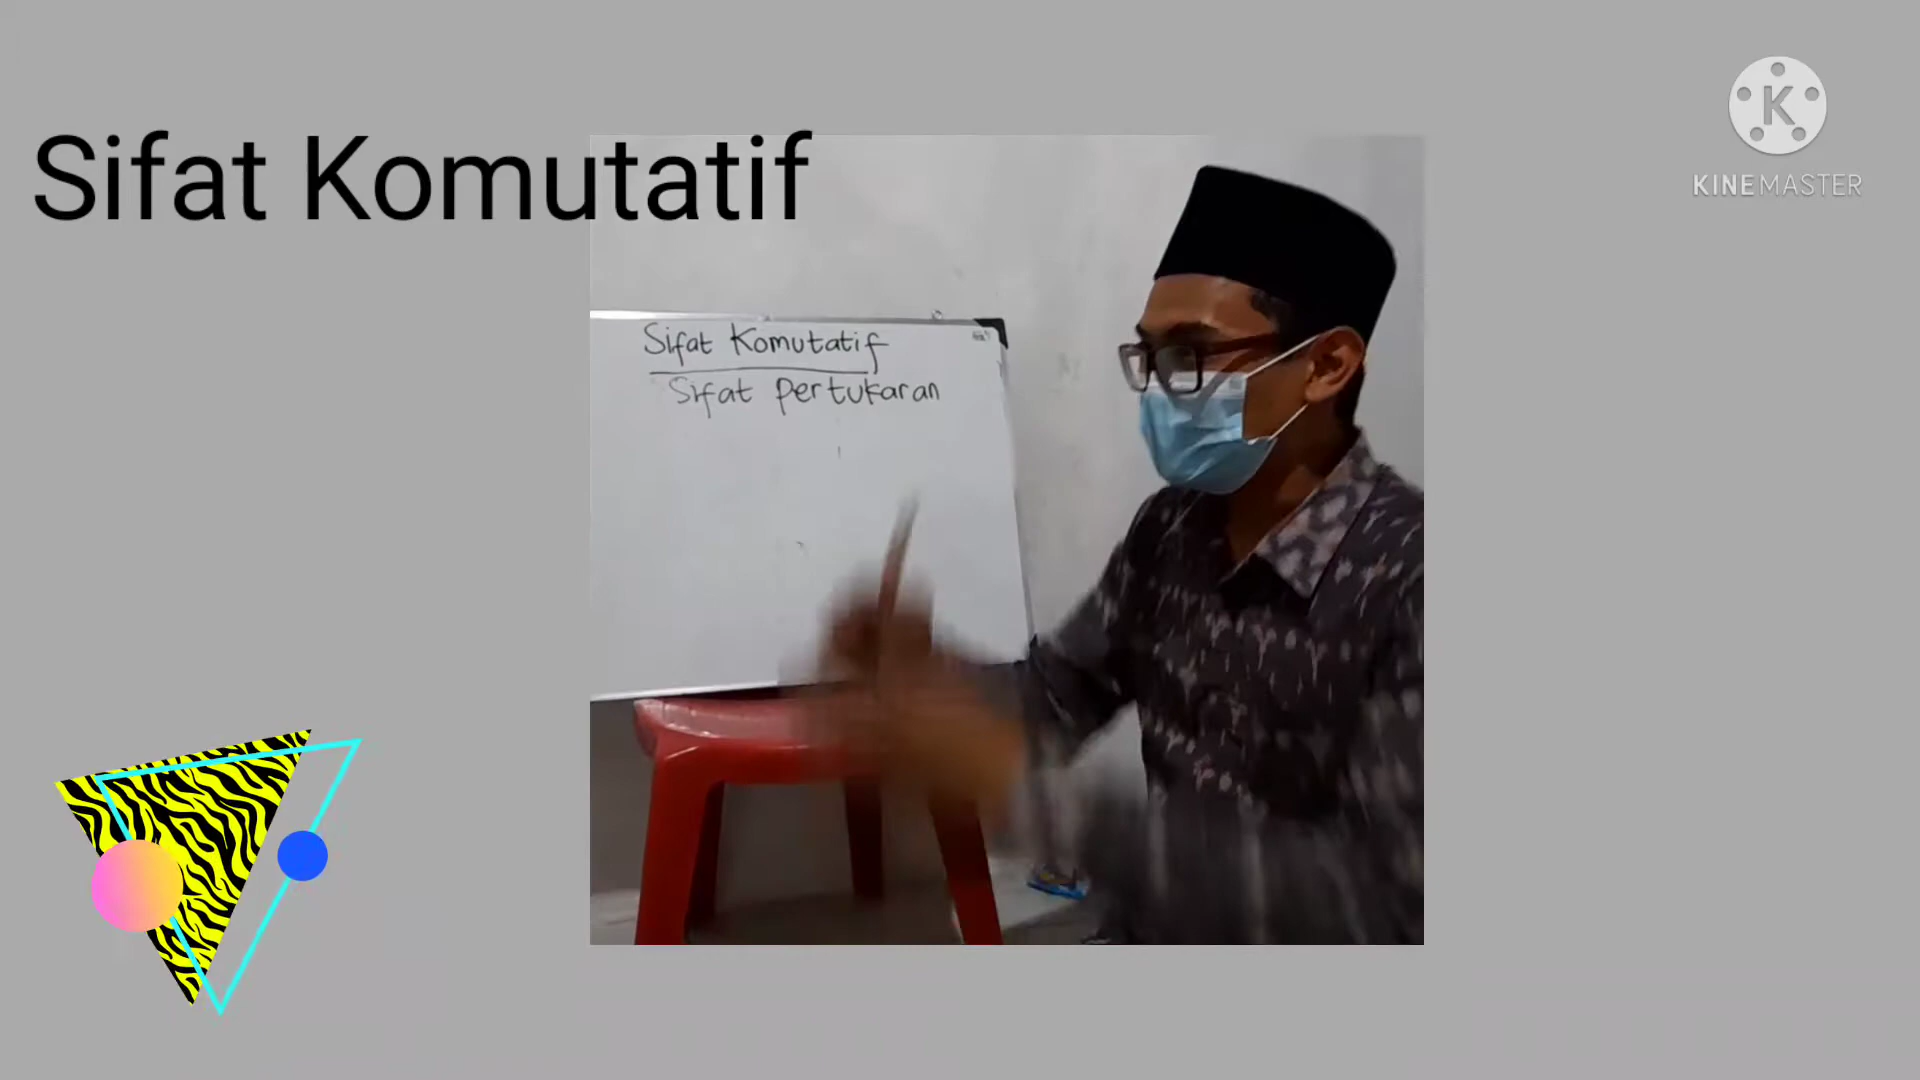 Sifat Komutatif
K
KINEMASTER
Sifat Komutatif
Sifat Pertukaran